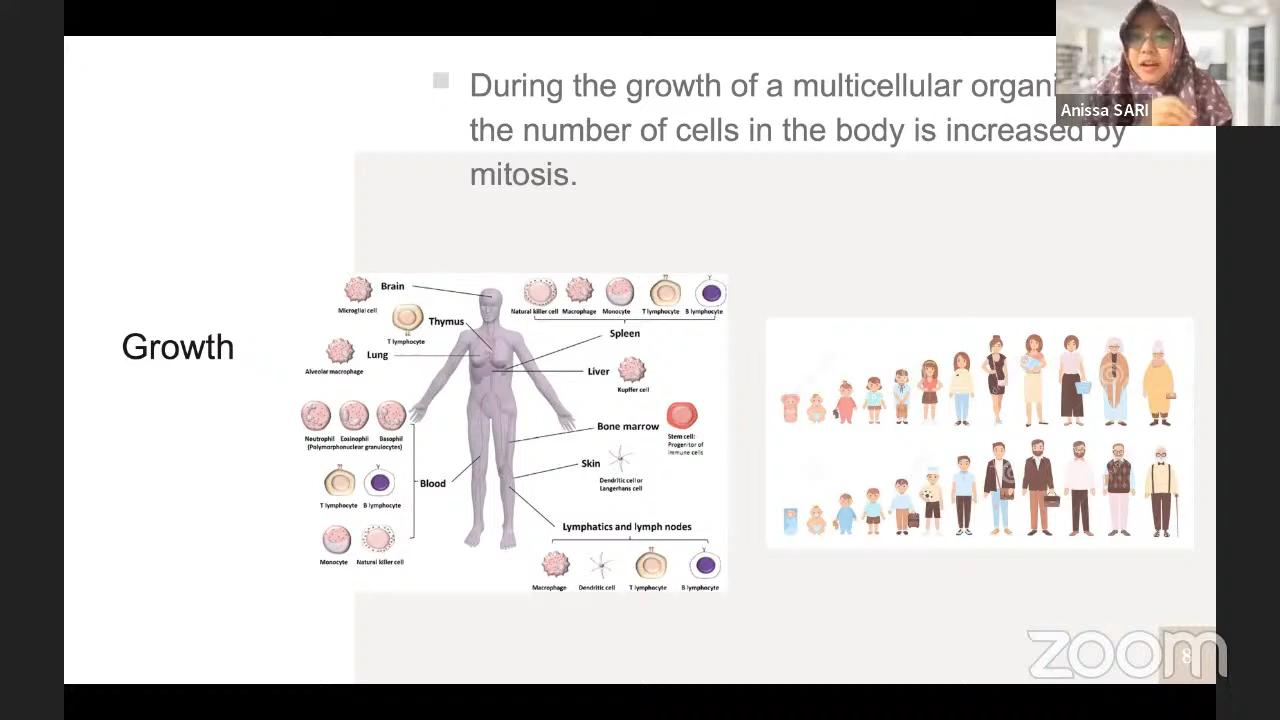 During the growth of a multicellular organi
the number of cells in the body is increased by
mitosis.
Anissa SARI
Growth
Brain
Microglial cell
Thymus
T lymphocyte
Lung
Alveolar macrophage
Neutrophil Eosinophil Basophil
(Polymorphonuclear granulocytes)
T lymphocyte B lymphocyte
Blood
Monocyte Natural killer cell
Natural killer cell Macrophage Monocyte T lymphocyte B lymphocyte
Spleen
Liver
Kupffer cell
Bone marrow
Stem cell:
Progenitor of
immune cells
Skin
Dendritic cell or
Langerhans cell
Lymphatics and lymph nodes
Macrophage Dendritic cell T lymphocyte B lymphocyte
zoom
8